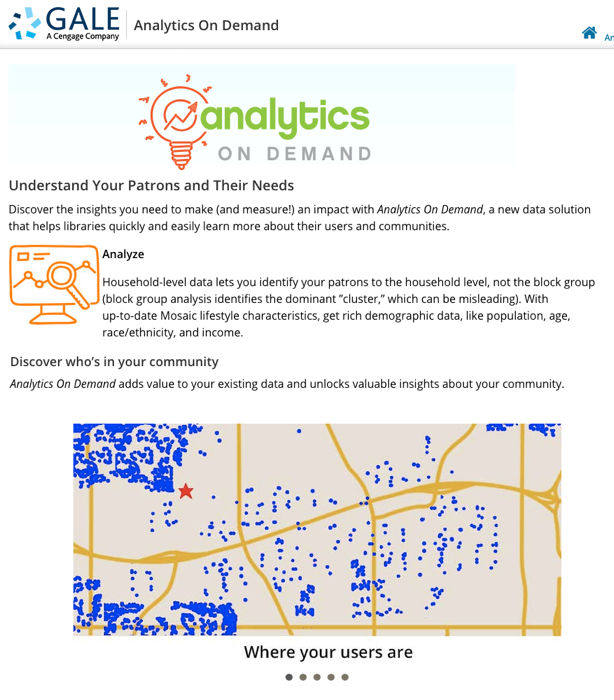 GALE
A Cengage Company
Analytics On Demand
An
analytics
ON DEMAND
Understand Your Patrons and Their Needs
Discover the insights you need to make (and measure!) an impact with Analytics On Demand, a new data solution
that helps libraries quickly and easily learn more about their users and communities.
Analyze
Household-level data lets you identify your patrons to the household level, not the block group
(block group analysis identifies the dominant "cluster," which can be misleading). With
up-to-date Mosaic lifestyle characteristics, get rich demographic data, like population, age,
race/ethnicity, and income.
Discover who's in your community
Analytics On Demand adds value to your existing data and unlocks valuable insights about your community.
Where your users are